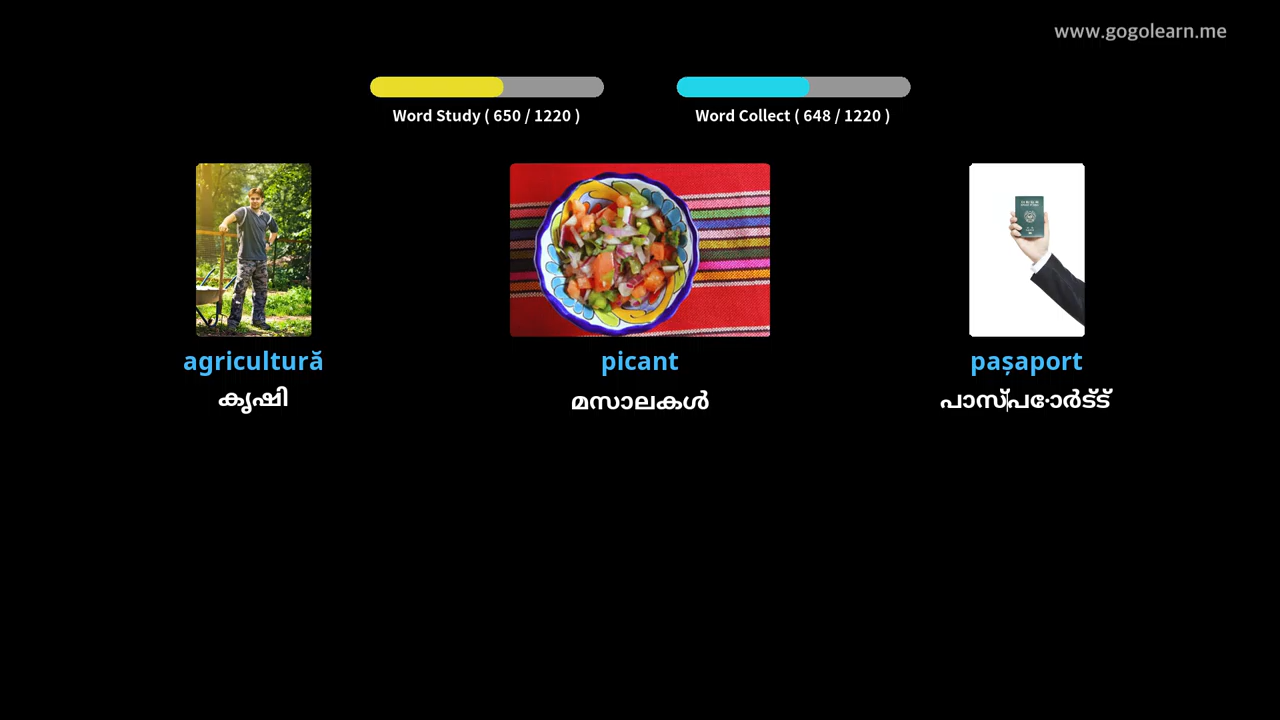 www.gogolearn.me
Word Study ( 650 / 1220 )
Word Collect ( 648 / 1220 )
agricultură
picant
pașaport
കൃഷി
മസാലകൾ
പാസ്പോർട്ട്